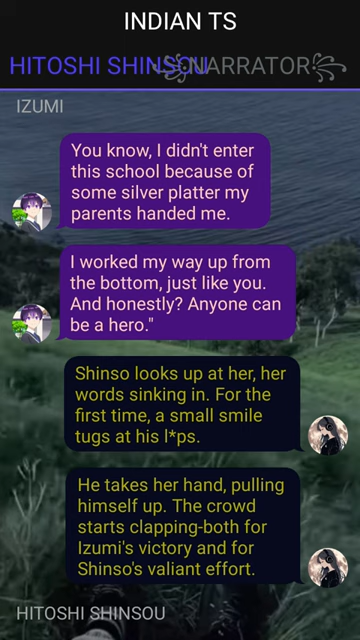 INDIAN TS
HITOSHI SHINSOU NARRATOR
IZUMI
You know, I didn't enter
this school because of
some silver platter my
parents handed me.
I worked my way up from
the bottom, just like you.
And honestly? Anyone can
be a hero."
Shinso looks up at her, her
words sinking in. For the
first time, a small smile
tugs at his l*ps.
He takes her hand, pulling
himself up. The crowd
starts clapping-both for
Izumi's victory and for
Shinso's valiant effort.
HITOSHI SHINSOU